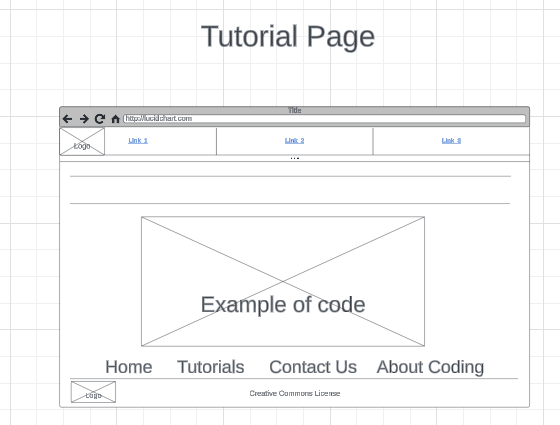 Tutorial Page
Title
http://lucidchart.com
Logo
Link 1
Link 2
Link 3
...
Example of code
Home Tutorials Contact Us About Coding
Logo
Creative Commons License